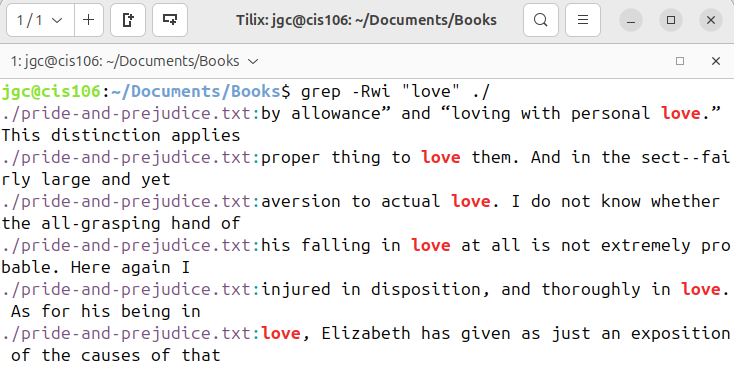 1 / 1
Tilix: jgc@cis106: ~/Documents/Books
1: jgc@cis106: ~/Documents/Books
jgc@cis106:~/Documents/Books$ grep -Rwi "love" ./
./pride-and-prejudice.txt:by allowance” and “loving with personal love.”
This distinction applies
./pride-and-prejudice.txt:proper thing to love them. And in the sect--fai
rly large and yet
./pride-and-prejudice.txt:aversion to actual love. I do not know whether
the all-grasping hand of
./pride-and-prejudice.txt:his falling in love at all is not extremely pro
bable. Here again I
./pride-and-prejudice.txt:injured in disposition, and thoroughly in love.
 As for his being in
./pride-and-prejudice.txt:love, Elizabeth has given as just an exposition
 of the causes of that